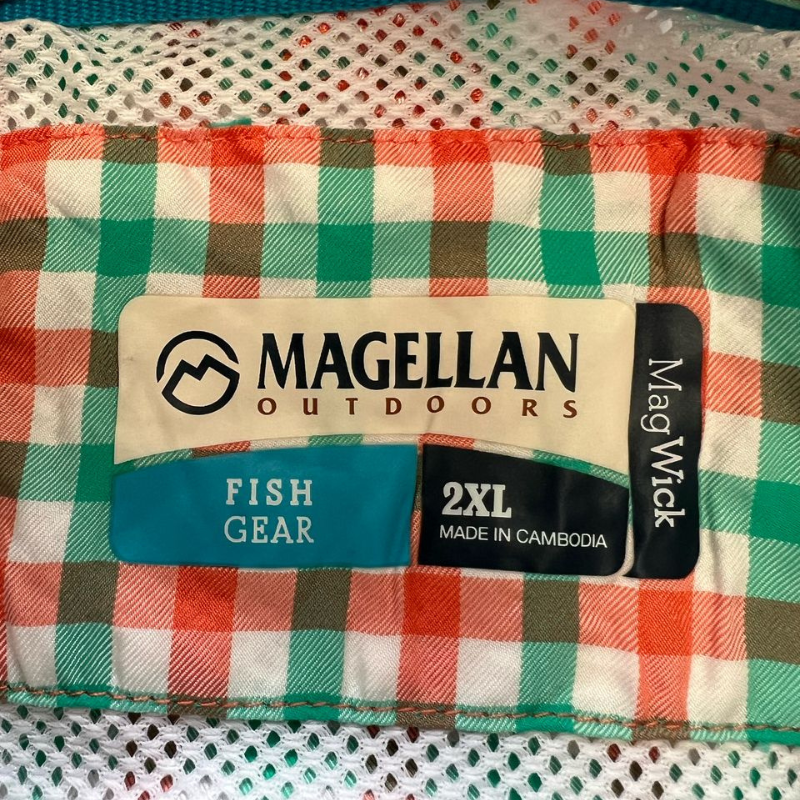 MAGELLAN
OUTDOORS
FISH
GEAR
2XL
MADE IN CAMBODIA
MagWick